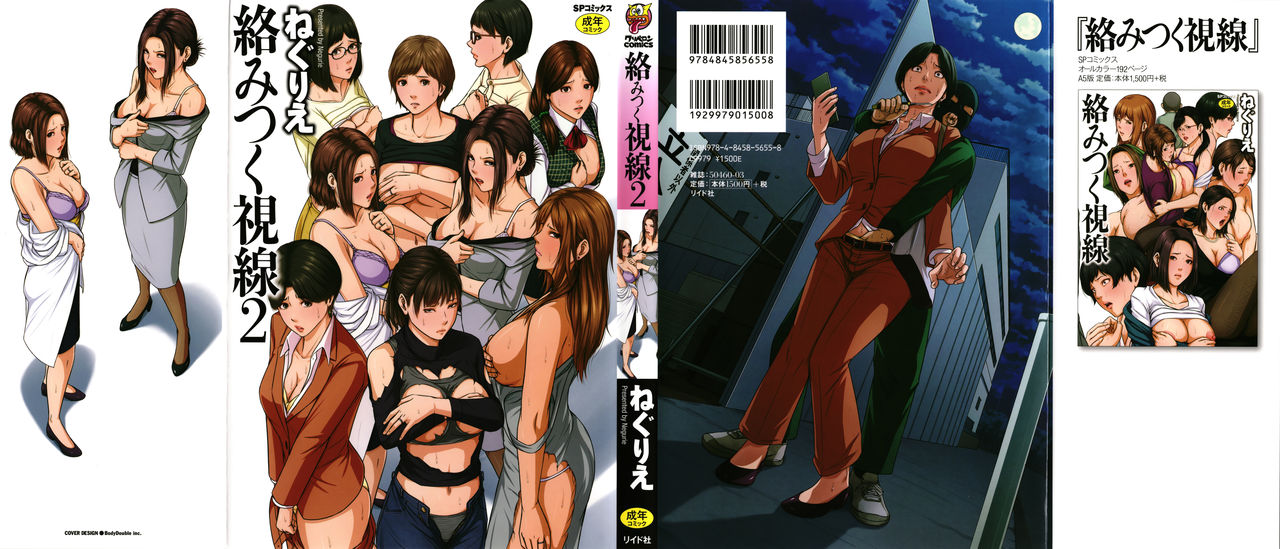 COVER DESIGN ● BodyDouble inc.
絡みつく視線2
ねぐりえ
Presented by Negurie
SPコミックス
成年
コミック
comics
絡みつく視線2
ねぐりえ
Presented by Negurie
成年
コミック
リイド社
9784845856558
1929979015008
ISBN978-4-8458-5655-8
C9979 ¥1500E
雑誌:50460-03
定価:本体1500円+税
リイド社
『絡みつく視線』
SPコミックス
オールカラー192ページ
A5版 定価:本体1,500円+税
ねぐりえ
絡みつく視線